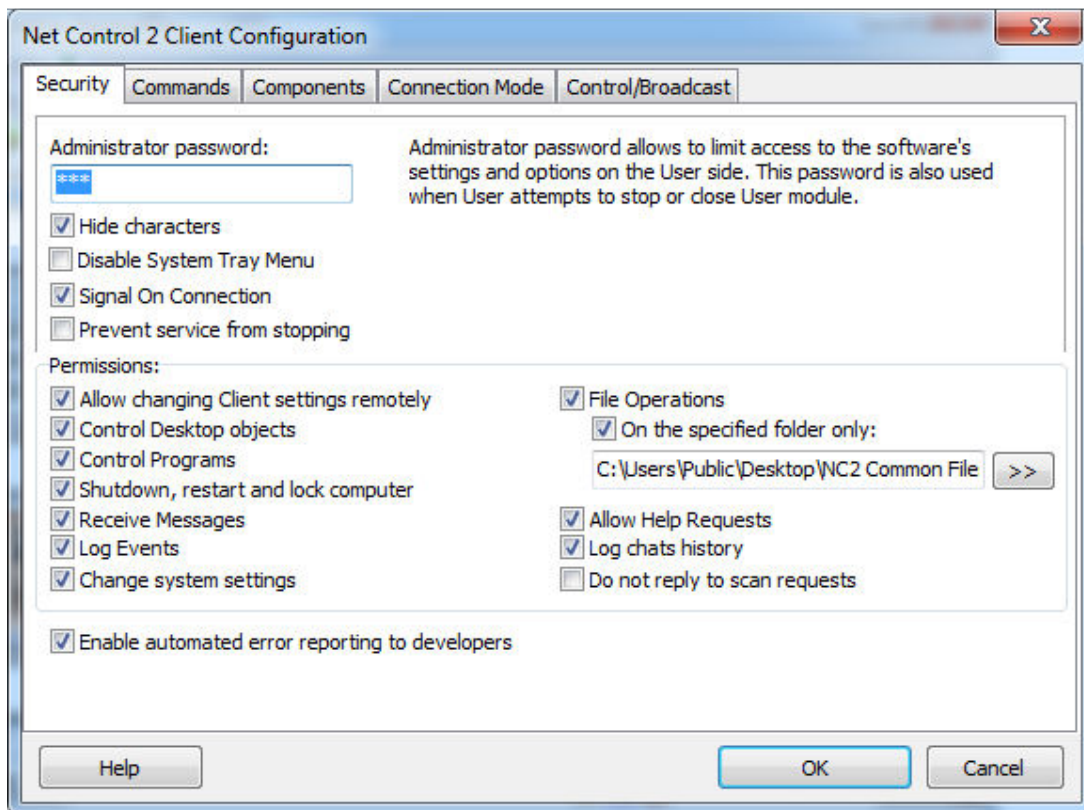 Net Control 2 Client Configuration
X
Security Commands Components Connection Mode Control/Broadcast
Administrator password:
***
Administrator password allows to limit access to the software's
settings and options on the User side. This password is also used
when User attempts to stop or close User module.
Hide characters
Disable System Tray Menu
Signal On Connection
Prevent service from stopping
Permissions:
Allow changing Client settings remotely
Control Desktop objects
Control Programs
Shutdown, restart and lock computer
Receive Messages
Log Events
Change system settings
File Operations
On the specified folder only:
C:\Users\Public\Desktop\NC2 Common File
>>
Allow Help Requests
Log chats history
Do not reply to scan requests
Enable automated error reporting to developers
Help OK Cancel